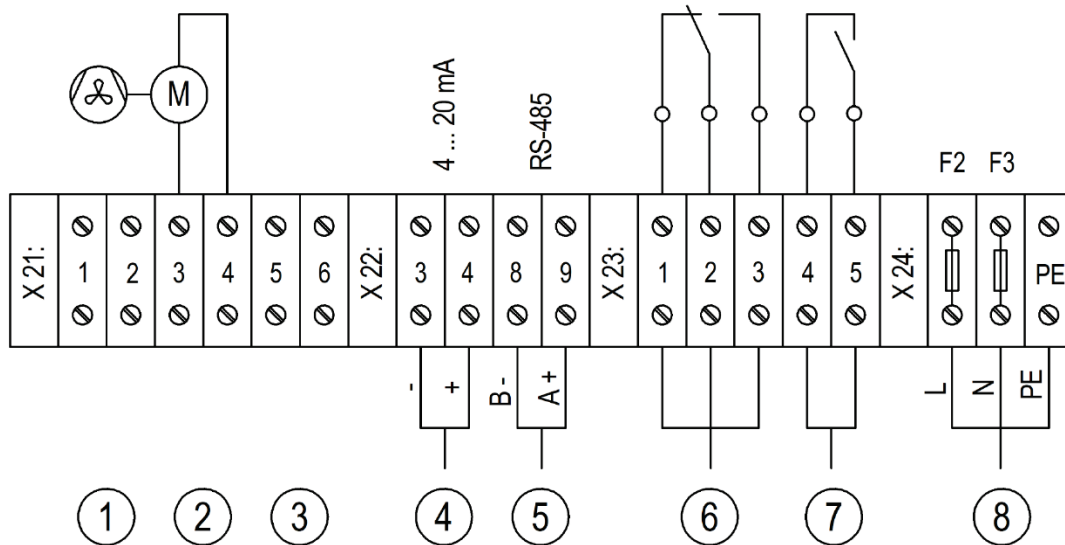 M
4 ... 20 mA
RS-485
F2 F3
X 21: 1 2 3 4 5 6 X 22: 3 4 8 9 X 23: 1 2 3 4 5 X 24: PE
- + B - A + L N PE
1 2 3 4 5 6 7 8